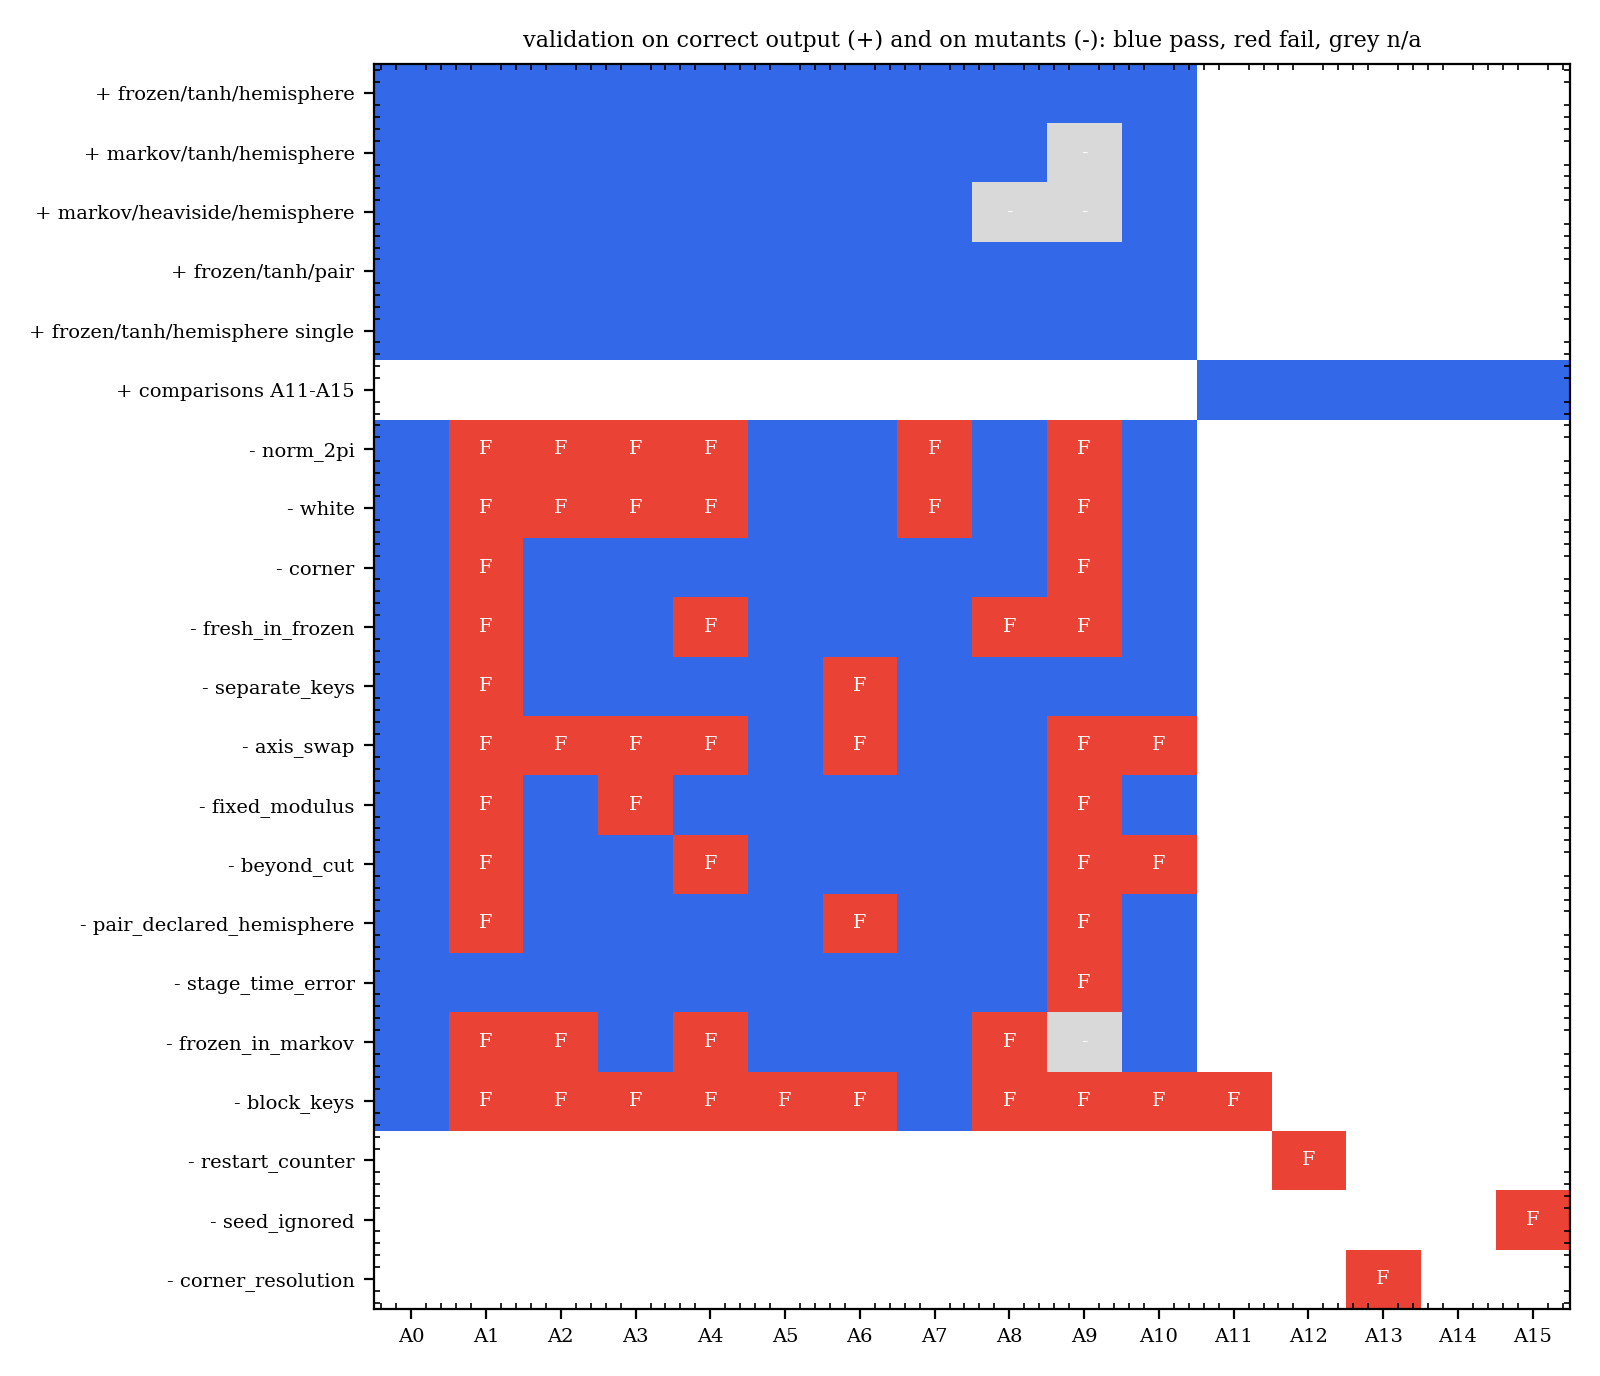 validation on correct output (+) and on mutants (-): blue pass, red fail, grey n/a
+ frozen/tanh/hemisphere
+ markov/tanh/hemisphere -
+ markov/heaviside/hemisphere - -
+ frozen/tanh/pair
+ frozen/tanh/hemisphere single
+ comparisons A11-A15
- norm_2pi F F F F F F
- white F F F F F F
- corner F F
- fresh_in_frozen F F F F
- separate_keys F F
- axis_swap F F F F F F F
- fixed_modulus F F F
- beyond_cut F F F F
- pair_declared_hemisphere F F F
- stage_time_error F
- frozen_in_markov F F F F -
- block_keys F F F F F F F F F F
- restart_counter F
- seed_ignored F
- corner_resolution F
A0 A1 A2 A3 A4 A5 A6 A7 A8 A9 A10 A11 A12 A13 A14 A15